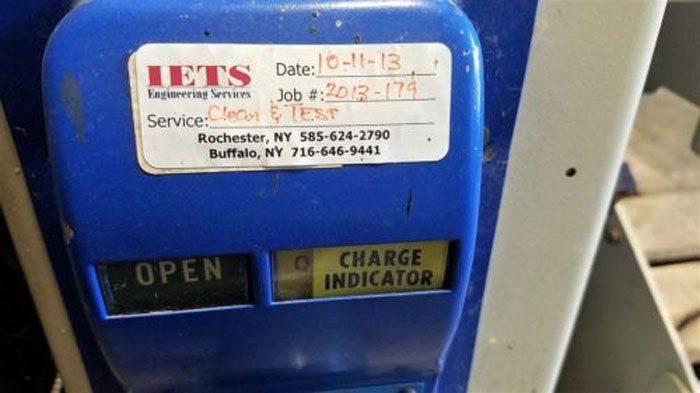 IETS
Engineering Services
Date: 10-11-13
Job #: 2013-179
Service: Clean & TEST
Rochester, NY 585-624-2790
Buffalo, NY 716-646-9441
OPEN
CHARGE
INDICATOR